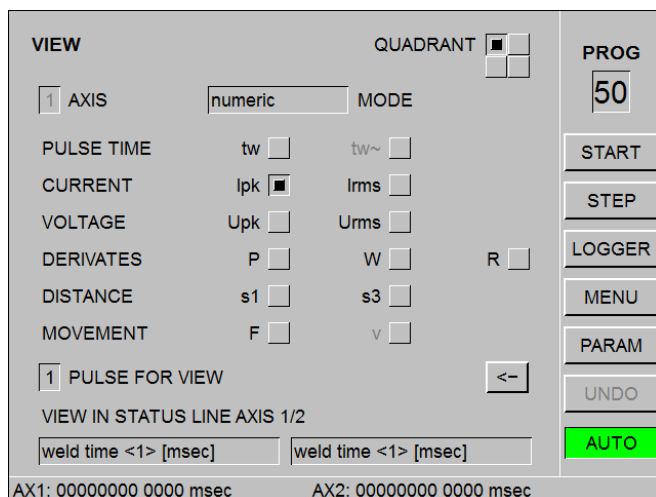 VIEW
QUADRANT
PROG
50
1 AXIS
numeric MODE
PULSE TIME tw tw~
CURRENT Ipk Irms
VOLTAGE Upk Urms
DERIVATES P W R
DISTANCE s1 s3
MOVEMENT F v
1 PULSE FOR VIEW
<-
VIEW IN STATUS LINE AXIS 1/2
weld time <1> [msec] weld time <1> [msec]
AX1: 00000000 0000 msec AX2: 00000000 0000 msec
START
STEP
LOGGER
MENU
PARAM
UNDO
AUTO